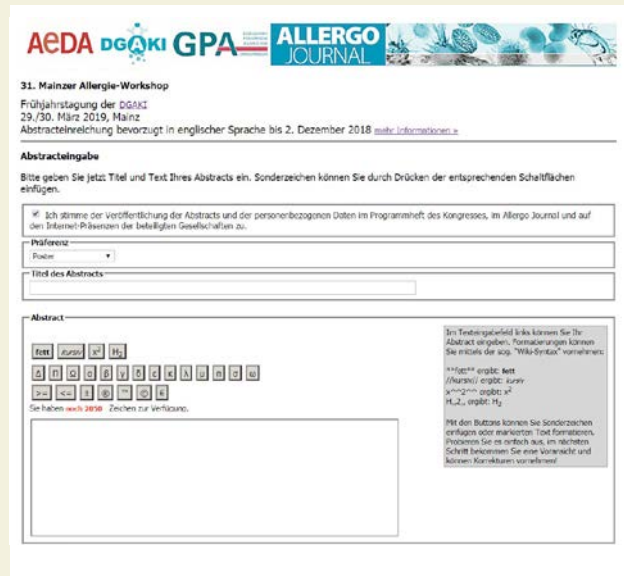 AeDA DGAKI GPA ALLERGO
JOURNAL
31. Mainzer Allergie-Workshop
Frühjahrstagung der DGAKI
29./30. März 2019, Mainz
Abstracteinreichung bevorzugt in englischer Sprache bis 2. Dezember 2018 mehr Informationen »
Abstracteingabe
Bitte geben Sie jetzt Titel und Text Ihres Abstracts ein. Sonderzeichen können Sie durch Drücken der entsprechenden Schaltflächen
einfügen.
Ich stimme der Veröffentlichung der Abstracts und der personenbezogenen Daten im Programmheft des Kongresses, im Allergo Journal und auf
den Internet-Präsenzen der beteiligten Gesellschaften zu.
Präferenz
Poster
Titel des Abstracts
Abstract
fett kursiv x² H₂
Δ Π Ω α β γ δ ε κ λ μ π σ ω
>= <= ± ® ™ © €
Sie haben noch 2050 Zeichen zur Verfügung.
Im Texteingabefeld links können Sie Ihr
Abstract eingeben. Formatierungen können
Sie mittels der sog. "Wiki-Syntax" vornehmen:
**fett** ergibt: fett
//kursiv// ergibt: kursiv
x^^2^^ ergibt: x²
H,,2,, ergibt: H₂
Mit den Buttons können Sie Sonderzeichen
einfügen oder markierten Text formatieren.
Probieren Sie es einfach aus, im nächsten
Schritt bekommen Sie eine Voransicht und
können Korrekturen vornehmen!